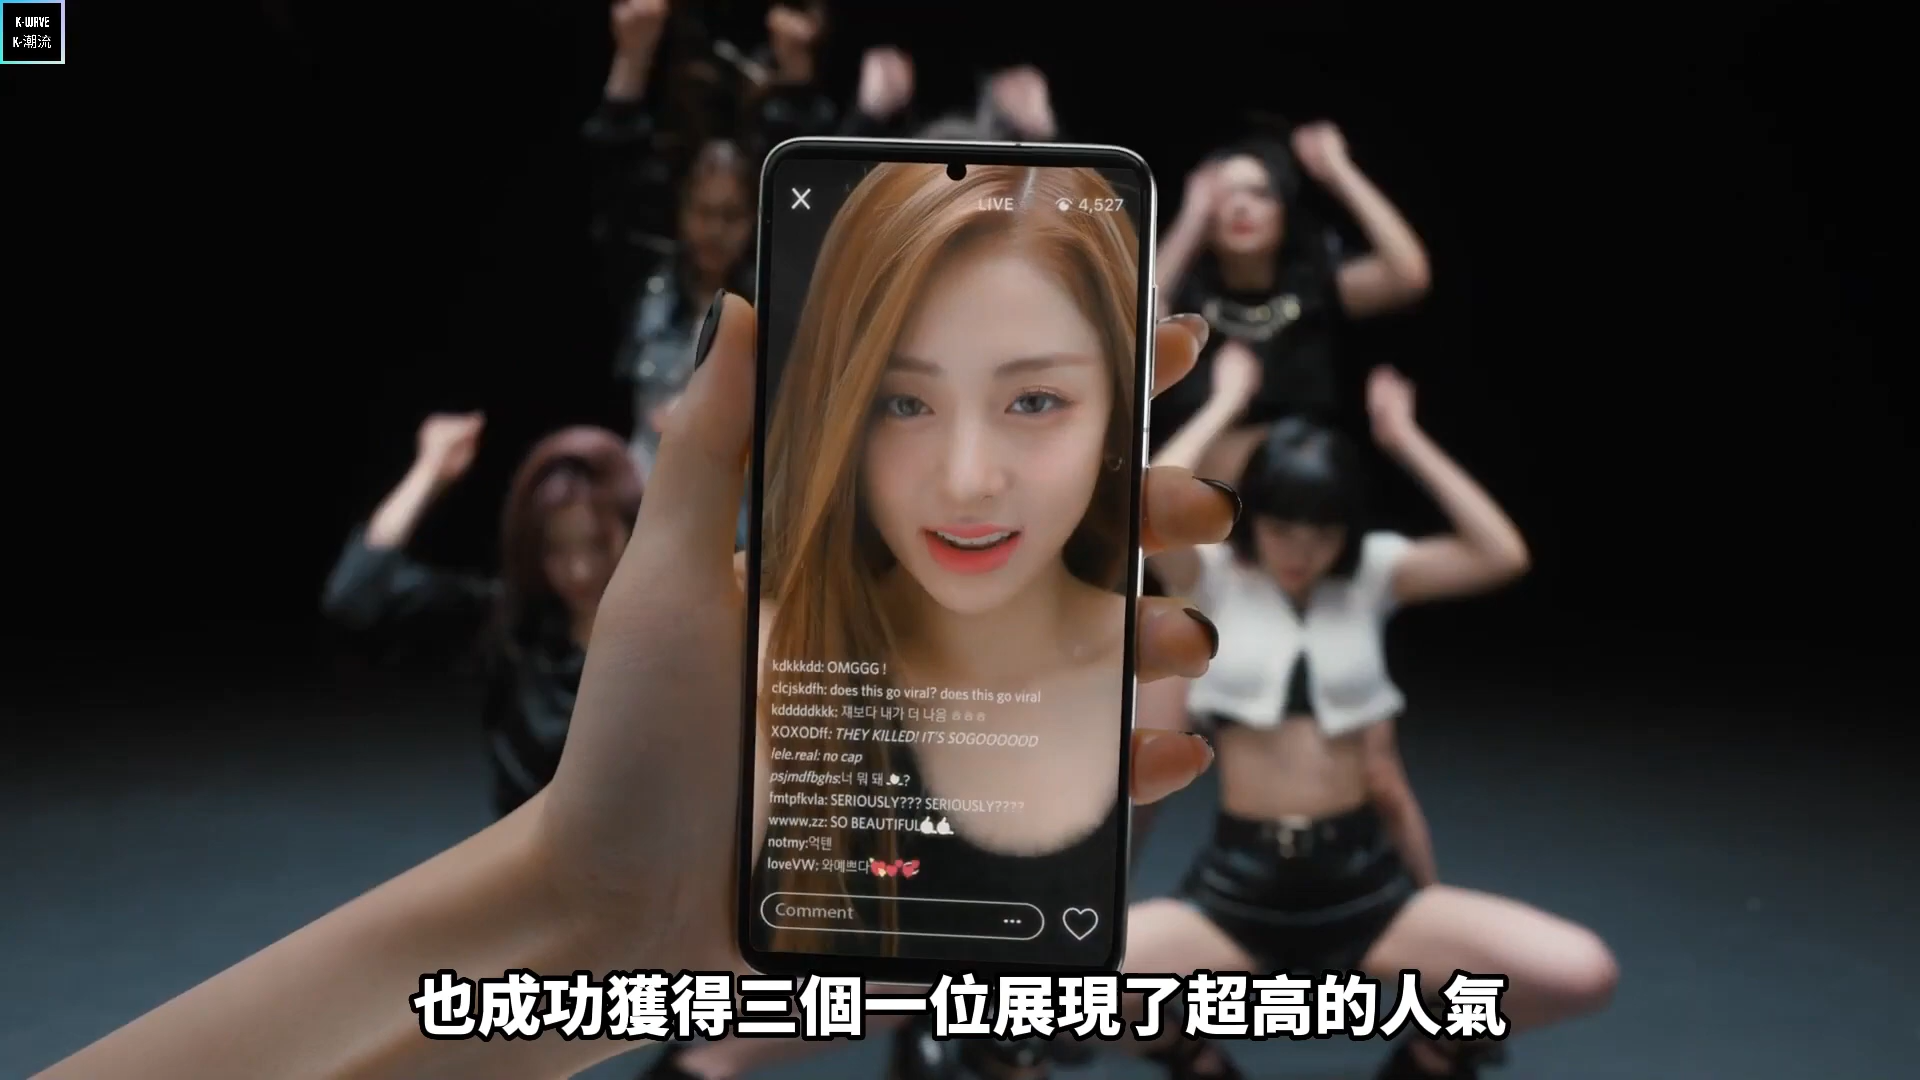 K-WAVE
K-潮流
LIVE 4,527
kdkkkdd: OMGGG !
clcjskdfh: does this go viral? does this go viral
kdddddkkk: 쟤보다 내가 더 나음 ㅎㅎㅎ
XOXODff: THEY KILLED! IT'S SOGOOOOOD
lele.real: no cap
psjmdfbghs:너 뭐 돼 ?
fmtpfkvla: SERIOUSLY??? SERIOUSLY????
wwww,zz: SO BEAUTIFUL
notmy:억텐
loveVW; 와예쁘다
Comment ...
也成功獲得三個一位展現了超高的人氣